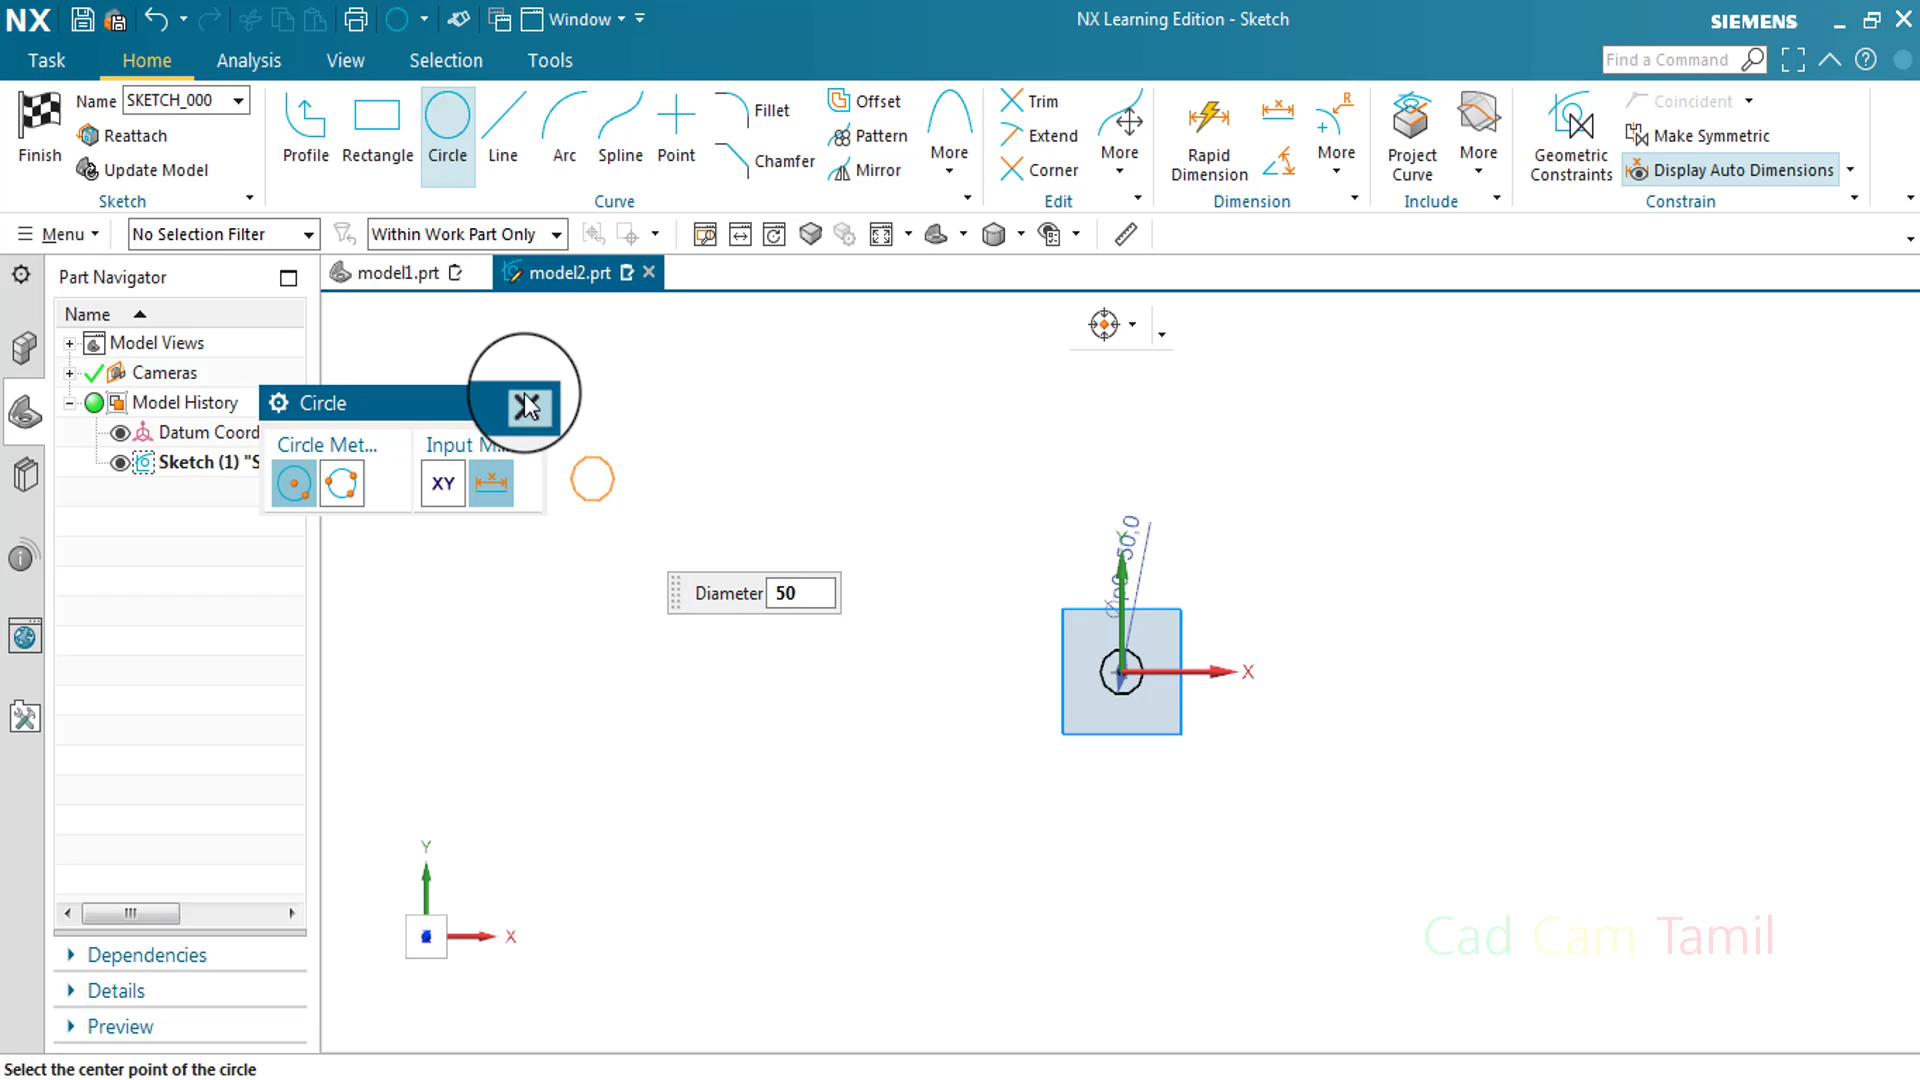 NX
Window
NX Learning Edition - Sketch
SIEMENS
Task
Home
Analysis
View
Selection
Tools
Find a Command
Finish
Name
SKETCH_000
Reattach
Update Model
Sketch
Profile
Rectangle
Circle
Line
Arc
Spline
Point
Fillet
Chamfer
Offset
Pattern
Mirror
More
Curve
Trim
Extend
Corner
More
Edit
Rapid
Dimension
More
Dimension
Project
Curve
More
Include
Geometric
Constraints
Coincident
Make Symmetric
Display Auto Dimensions
Constrain
Menu
No Selection Filter
Within Work Part Only
Part Navigator
model1.prt
model2.prt
Name
Model Views
Cameras
Model History
Datum Coord
Sketch (1) "S
Circle
Circle Met...
Input M...
XY
Diameter 50
50,0
Y
X
Y
X
Cad Cam Tamil
Dependencies
Details
Preview
Select the center point of the circle